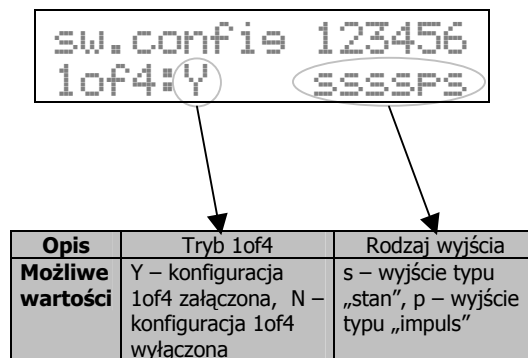 sw.config 123456
1of4:Y ssssps
Opis Tryb 1of4 Rodzaj wyjścia
Możliwe wartości Y – konfiguracja 1of4 załączona, N – konfiguracja 1of4 wyłączona s – wyjście typu „stan”, p – wyjście typu „impuls”